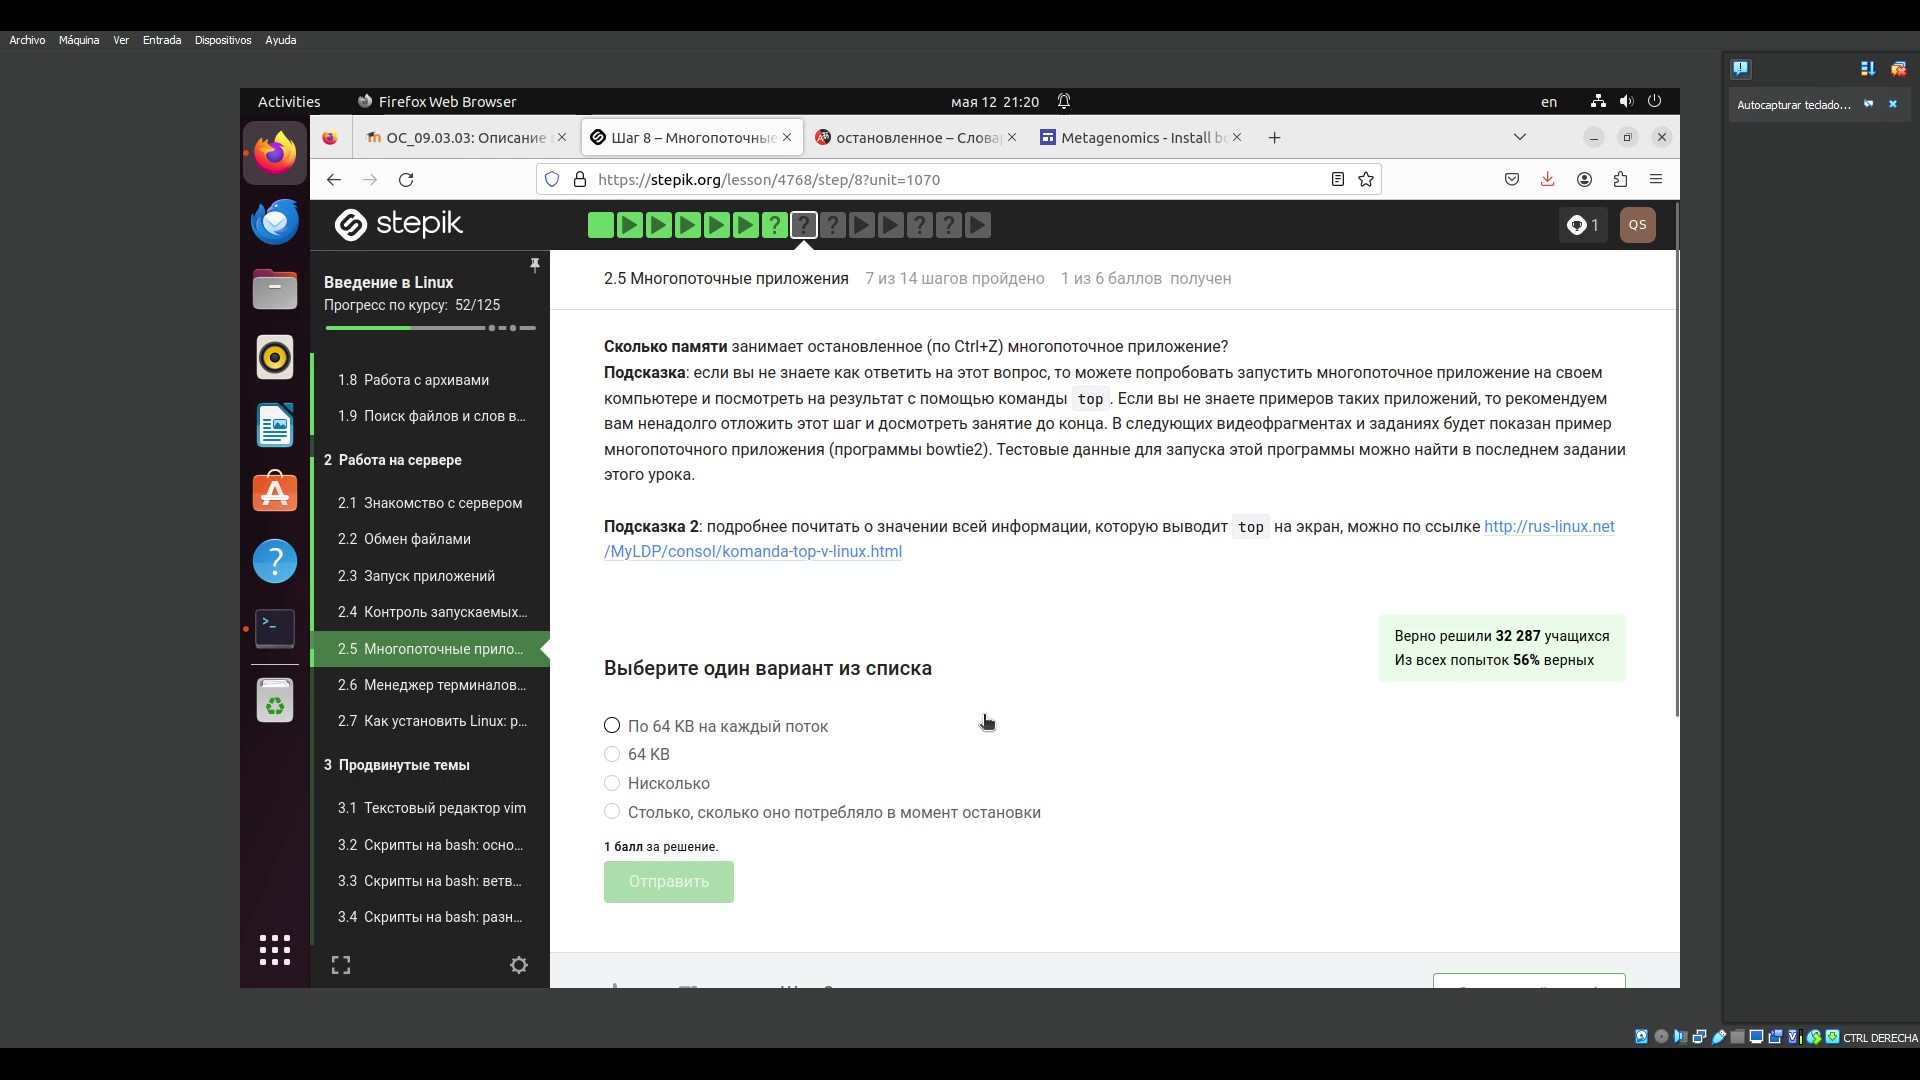 Archivo Máquina Ver Entrada Dispositivos Ayuda
Autocapturar teclado...
Activities Firefox Web Browser мая 12 21:20 en
ОС_09.03.03: Описание Шаг 8 – Многопоточные остановленное – Слова Metagenomics - Install bo
https://stepik.org/lesson/4768/step/8?unit=1070
stepik ? ? ? ? ? 1 QS
Введение в Linux
Прогресс по курсу: 52/125
1.8 Работа с архивами
1.9 Поиск файлов и слов в...
2 Работа на сервере
2.1 Знакомство с сервером
2.2 Обмен файлами
2.3 Запуск приложений
2.4 Контроль запускаемых...
2.5 Многопоточные прило...
2.6 Менеджер терминалов...
2.7 Как установить Linux: р...
3 Продвинутые темы
3.1 Текстовый редактор vim
3.2 Скрипты на bash: осно...
3.3 Скрипты на bash: ветв...
3.4 Скрипты на bash: разн...
2.5 Многопоточные приложения 7 из 14 шагов пройдено 1 из 6 баллов получен
Сколько памяти занимает остановленное (по Ctrl+Z) многопоточное приложение?
Подсказка: если вы не знаете как ответить на этот вопрос, то можете попробовать запустить многопоточное приложение на своем
компьютере и посмотреть на результат с помощью команды top . Если вы не знаете примеров таких приложений, то рекомендуем
вам ненадолго отложить этот шаг и досмотреть занятие до конца. В следующих видеофрагментах и заданиях будет показан пример
многопоточного приложения (программы bowtie2). Тестовые данные для запуска этой программы можно найти в последнем задании
этого урока.
Подсказка 2: подробнее почитать о значении всей информации, которую выводит top на экран, можно по ссылке http://rus-linux.net
/MyLDP/consol/komanda-top-v-linux.html
Верно решили 32 287 учащихся
Из всех попыток 56% верных
Выберите один вариант из списка
По 64 KB на каждый поток
64 KB
Нисколько
Столько, сколько оно потребляло в момент остановки
1 балл за решение.
Отправить
CTRL DERECHA